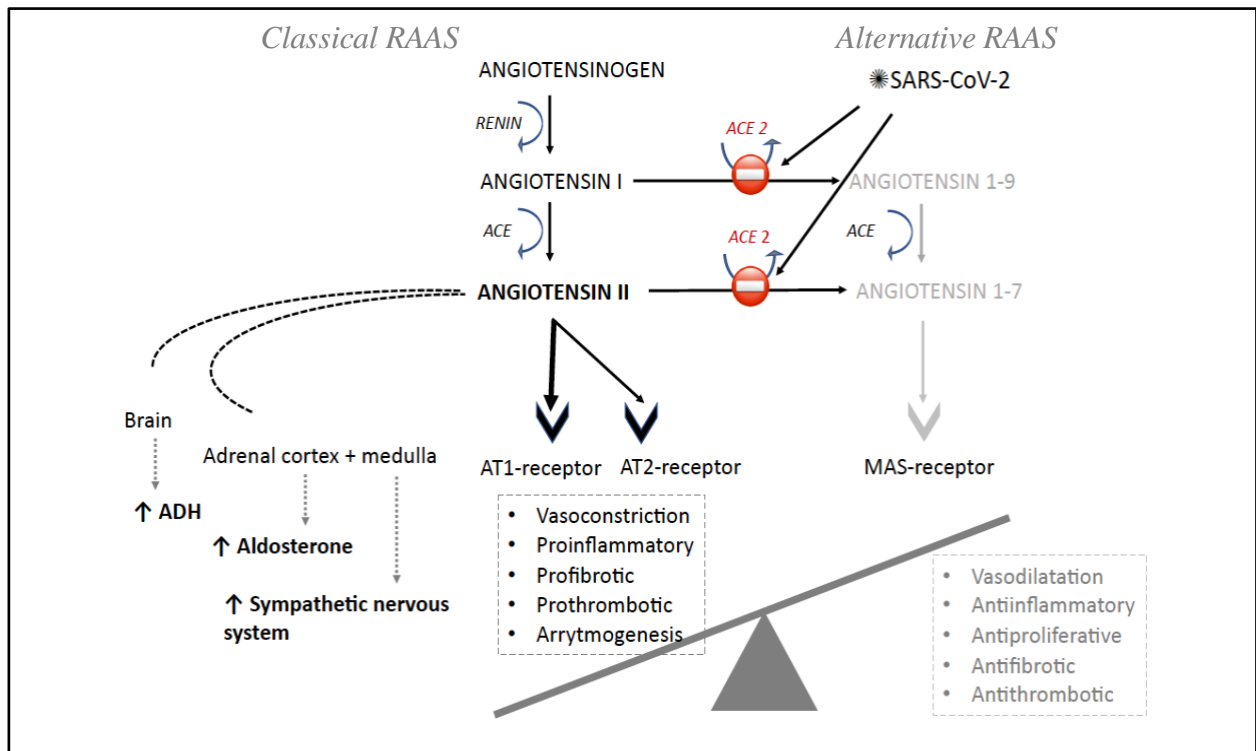 Classical RAAS
Alternative RAAS
ANGIOTENSINOGEN
SARS-CoV-2
RENIN
ACE 2
ANGIOTENSIN I
ANGIOTENSIN 1-9
ACE
ACE 2
ACE
ANGIOTENSIN II
ANGIOTENSIN 1-7
Brain
Adrenal cortex + medulla
↑ ADH
↑ Aldosterone
↑ Sympathetic nervous
system
AT1-receptor
AT2-receptor
MAS-receptor
• Vasoconstriction
• Proinflammatory
• Profibrotic
• Prothrombotic
• Arrytmogenesis
• Vasodilatation
• Antiinflammatory
• Antiproliferative
• Antifibrotic
• Antithrombotic